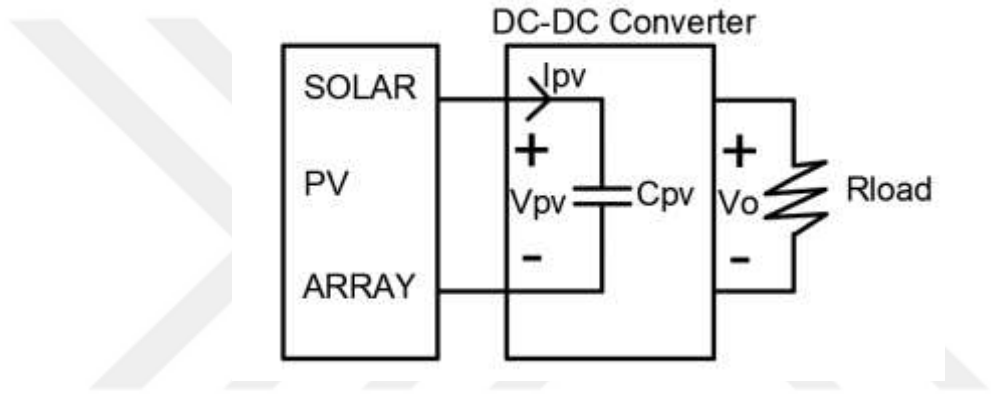 DC-DC Converter
SOLAR
PV
ARRAY
Ipv
+
Vpv
-
Cpv
+
Vo
-
Rload